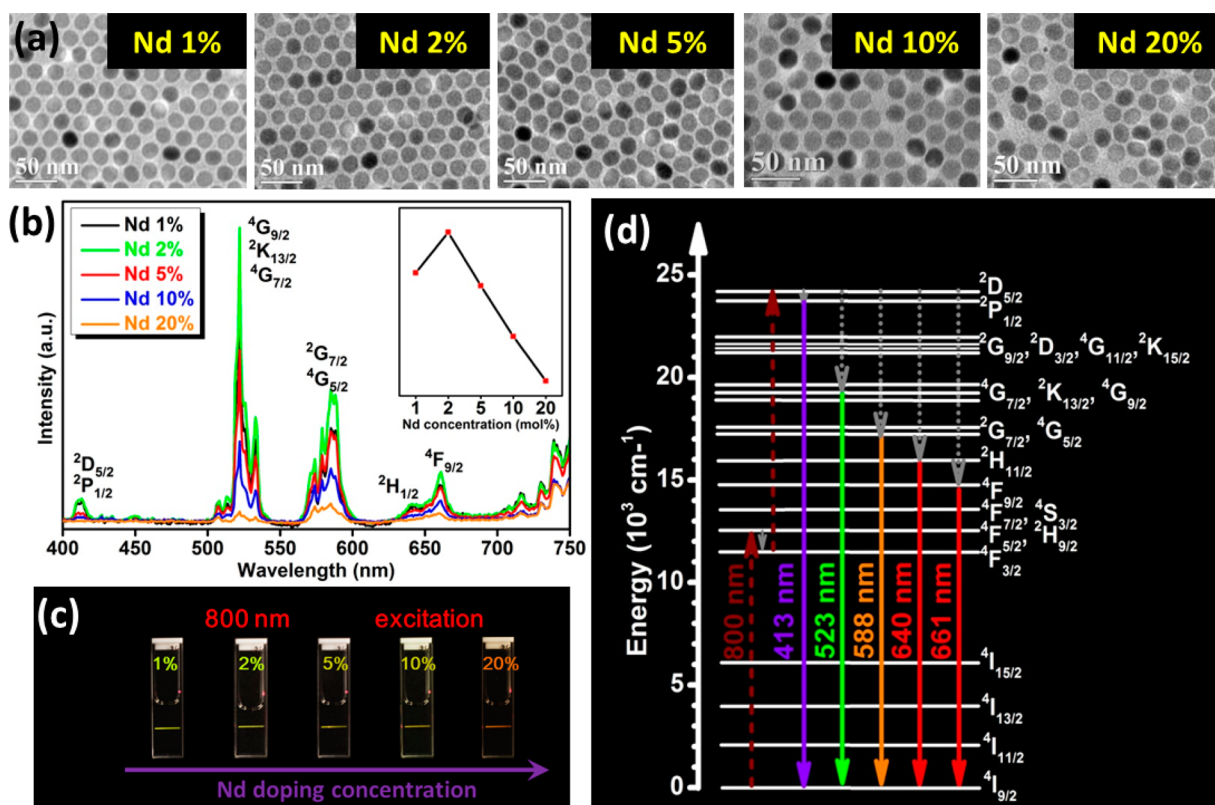 (a)
Nd 1%
50 nm
Nd 2%
50 nm
Nd 5%
50 nm
Nd 10%
50 nm
Nd 20%
50 nm
(b)
Nd 1%
Nd 2%
Nd 5%
Nd 10%
Nd 20%
⁴G₉/₂
²K₁₃/₂
⁴G₇/₂
²G₇/₂
⁴G₅/₂
²D₅/₂
²P₁/₂
²H₁/₂
⁴F₉/₂
1 2 5 10 20
Nd concentration (mol%)
Intensity (a.u.)
400 450 500 550 600 650 700 750
Wavelength (nm)
(c)
800 nm excitation
1% 2% 5% 10% 20%
Nd doping concentration
(d)
Energy (10³ cm⁻¹)
25
20
15
10
5
0
²D₅/₂
²P₁/₂
²G₉/₂, ²D₃/₂, ⁴G₁₁/₂, ²K₁₅/₂
⁴G₇/₂, ²K₁₃/₂, ⁴G₉/₂
²G₇/₂, ⁴G₅/₂
²H₁₁/₂
⁴F₉/₂
⁴F₇/₂, ⁴S₃/₂
⁴F₅/₂, ²H₉/₂
⁴F₃/₂
800 nm
413 nm
523 nm
588 nm
640 nm
661 nm
⁴I₁₅/₂
⁴I₁₃/₂
⁴I₁₁/₂
⁴I₉/₂